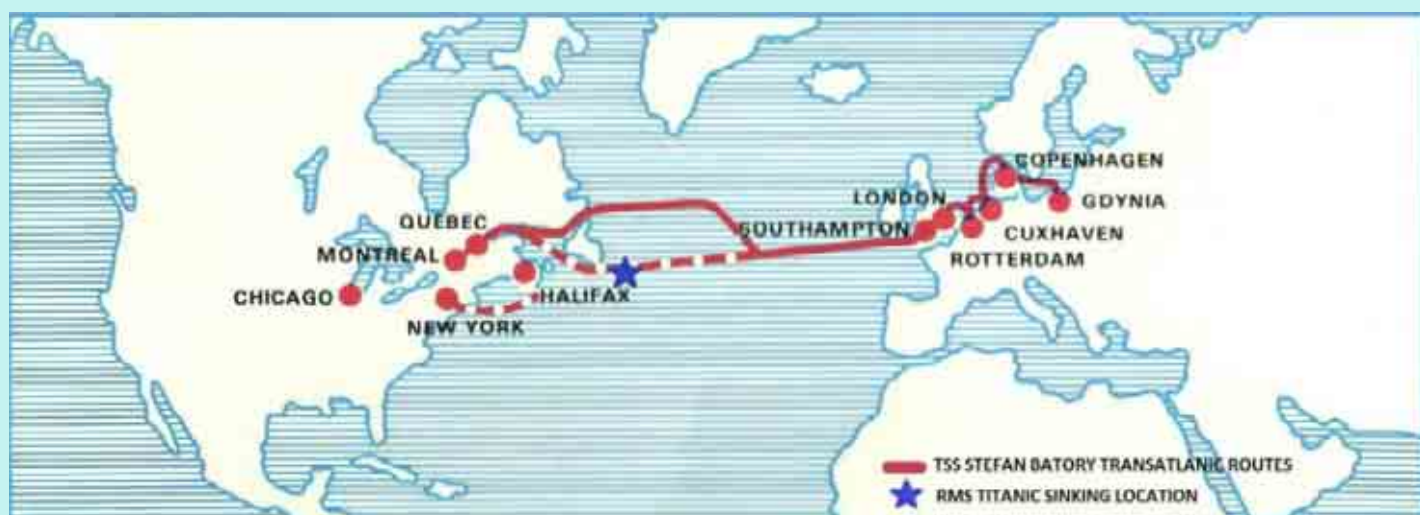 COPENHAGEN
LONDON
GDYNIA
QUEBEC
SOUTHAMPTON
CUXHAVEN
MONTREAL
ROTTERDAM
CHICAGO
HALIFAX
NEW YORK
TSS STEFAN BATORY TRANSATLANIC ROUTES
RMS TITANIC SINKING LOCATION